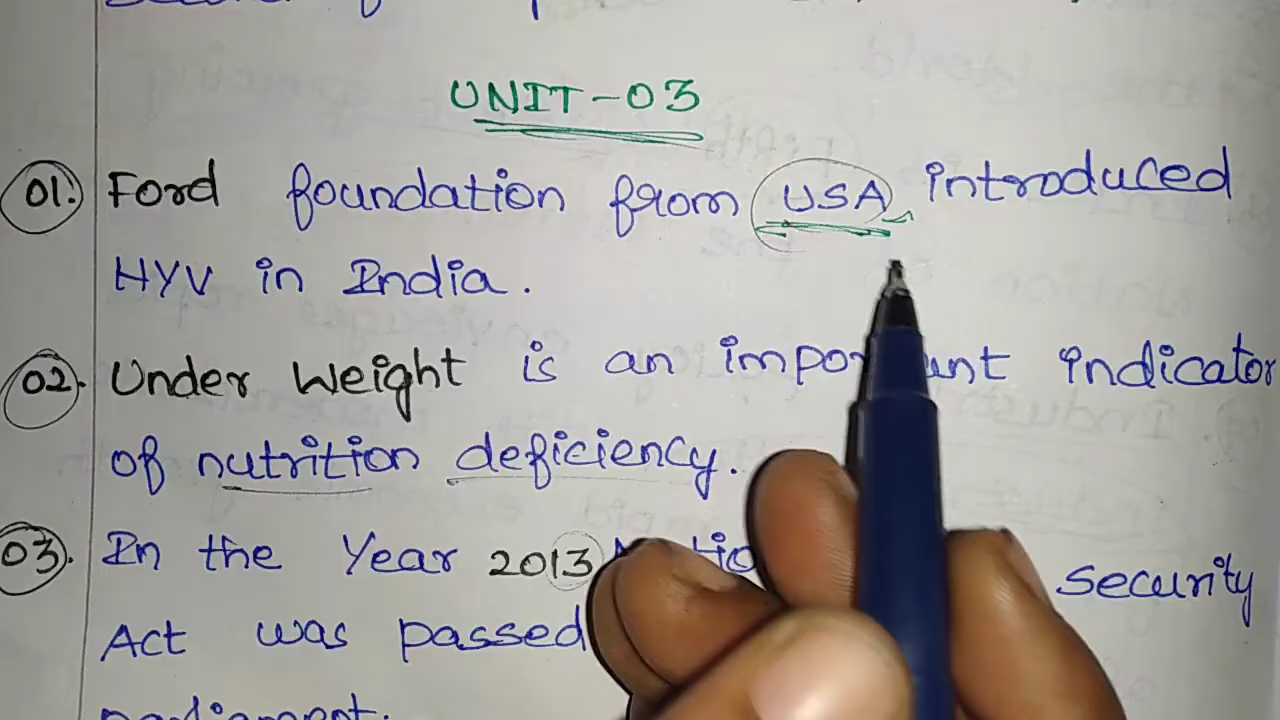 UNIT-03
01. Ford foundation from USA introduced
HYV in India.
02. Under Weight is an indicator
of nutrition deficiency.
03. In the Year 2013 security
Act was passed